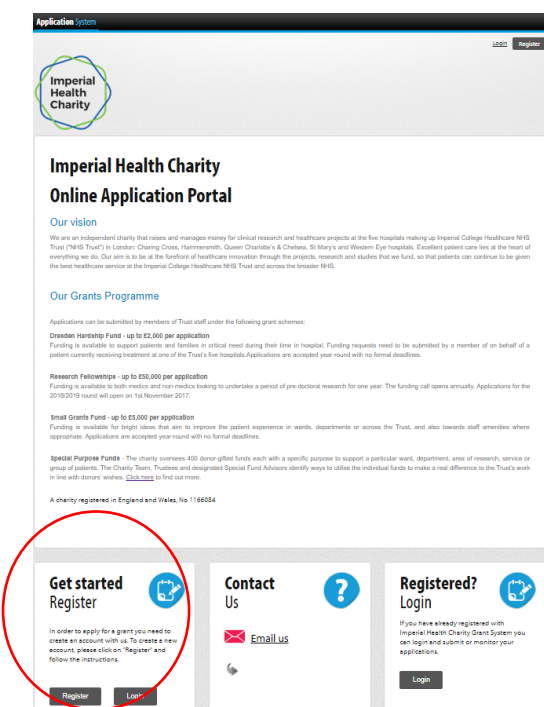 Application System
Login Register
Imperial
Health
Charity
Imperial Health Charity
Online Application Portal
Our vision
We are an independent charity that raises and manages money for clinical research and healthcare projects at the five hospitals making up Imperial College Healthcare NHS
Trust ("NHS Trust") in London: Charing Cross, Hammersmith, Queen Charlotte's & Chelsea, St Mary's and Western Eye hospitals. Excellent patient care lies at the heart of
everything we do. Our aim is to be at the forefront of healthcare innovation through the projects, research and studies that we fund, so that patients can continue to be given
the best healthcare service at the Imperial College Healthcare NHS Trust and across the broader NHS.
Our Grants Programme
Applications can be submitted by members of Trust staff under the following grant schemes:
Dresden Hardship Fund - up to £2,000 per application
Funding is available to support patients and families in critical need during their time in hospital. Funding requests need to be submitted by a member of on behalf of a
patient currently receiving treatment at one of the Trust's five hospitals.Applications are accepted year-round with no formal deadlines.
Research Fellowships - up to £50,000 per application
Funding is available to both medics and non-medics looking to undertake a period of pre-doctoral research for one year. The funding call opens annually. Applications for the
2018/2019 round will open on 1st November 2017.
Small Grants Fund - up to £5,000 per application
Funding is available for bright ideas that aim to improve the patient experience in wards, departments or across the Trust, and also towards staff amenities where
appropriate. Applications are accepted year-round with no formal deadlines.
Special Purpose Funds - The charity oversees 400 donor-gifted funds each with a specific purpose to support a particular ward, department, area of research, service or
group of patients. The Charity Team, Trustees and designated Special Fund Advisors identify ways to utilise the individual funds to make a real difference to the Trust's work
in line with donors' wishes. Click here to find out more.
A charity registered in England and Wales, No 1166084
Get started
Register
In order to apply for a grant you need to
create an account with us. To create a new
account, please click on "Register" and
follow the instructions.
Register Login
Contact
Us
?
Email us
Registered?
Login
If you have already registered with
Imperial Health Charity Grant System you
can login and submit or monitor your
applications.
Login